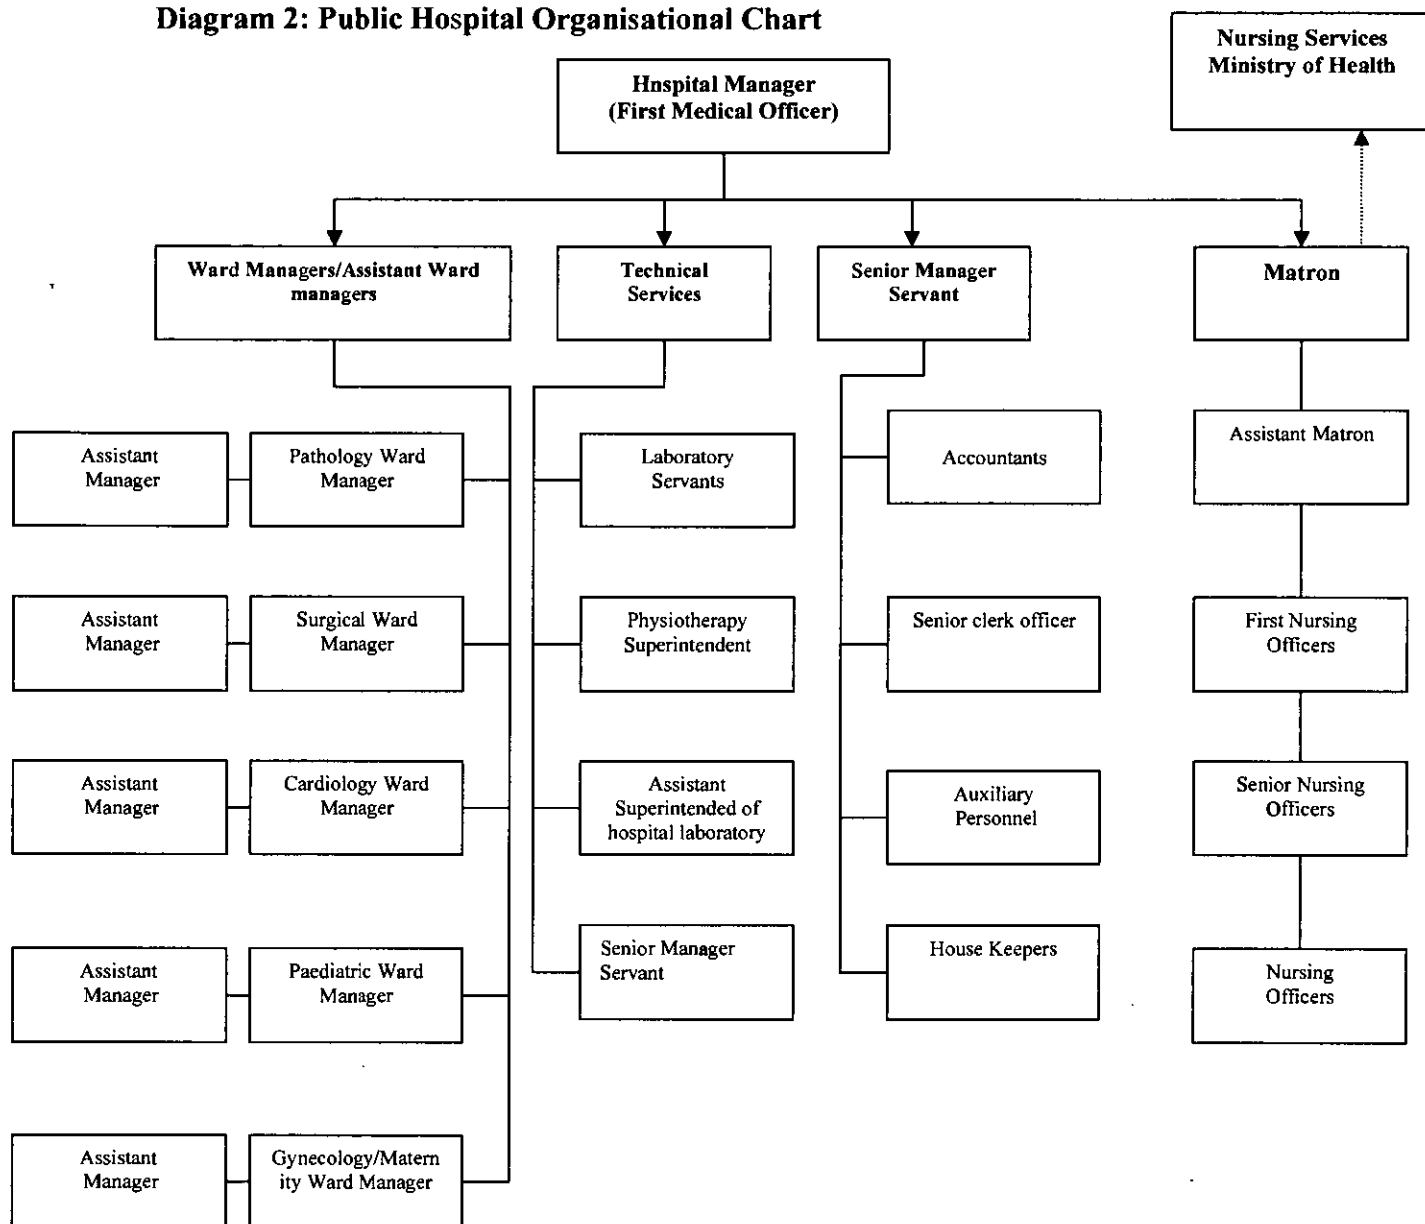 Diagram 2: Public Hospital Organisational Chart
Nursing Services
Ministry of Health
Hnspital Manager
(First Medical Officer)
Ward Managers/Assistant Ward
managers
Technical
Services
Senior Manager
Servant
Matron
Assistant
Manager
Pathology Ward
Manager
Laboratory
Servants
Accountants
Assistant Matron
Assistant
Manager
Surgical Ward
Manager
Physiotherapy
Superintendent
Senior clerk officer
First Nursing
Officers
Assistant
Manager
Cardiology Ward
Manager
Assistant
Superintended of
hospital laboratory
Auxiliary
Personnel
Senior Nursing
Officers
Assistant
Manager
Paediatric Ward
Manager
Senior Manager
Servant
House Keepers
Nursing
Officers
Assistant
Manager
Gynecology/Matern
ity Ward Manager